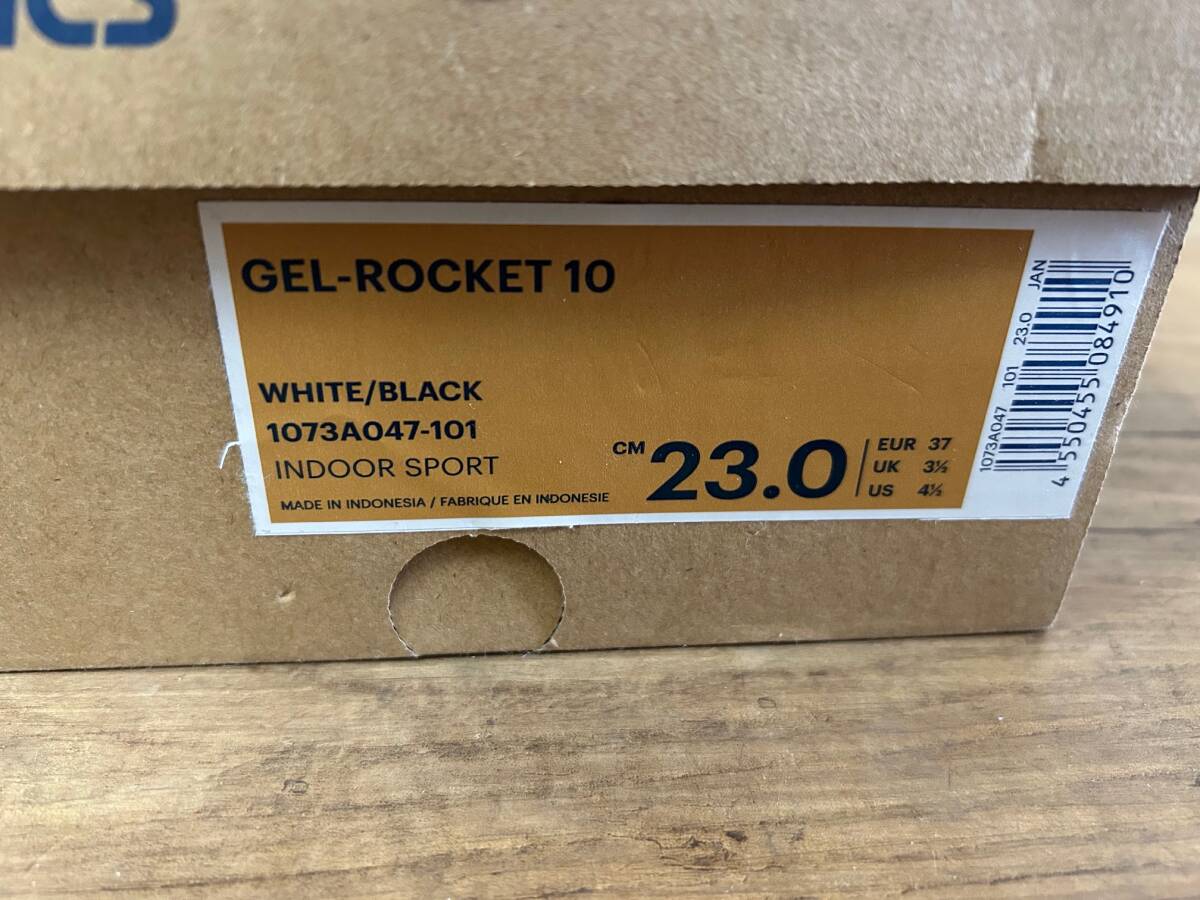 GEL-ROCKET 10
WHITE/BLACK
1073A047-101
INDOOR SPORT
MADE IN INDONESIA / FABRIQUE EN INDONESIE
CM 23.0
EUR 37
UK 3½
US 4½
1073A047 101 23.0 JAN
4 550455 084910